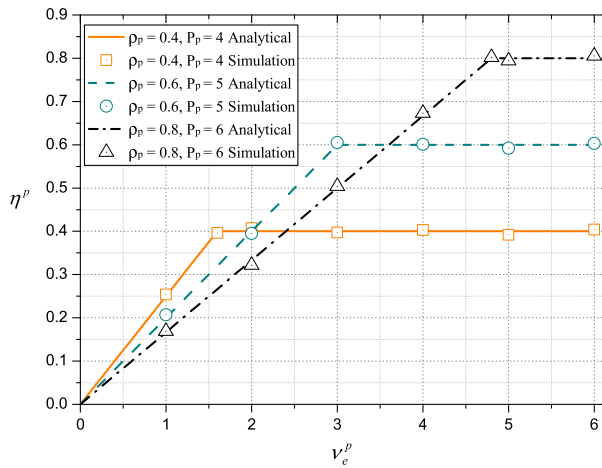 0.9
0.8
0.7
0.6
0.5
0.4
0.3
0.2
0.1
0.0
ηᵖ
ρₚ = 0.4, Pₚ = 4 Analytical
ρₚ = 0.4, Pₚ = 4 Simulation
ρₚ = 0.6, Pₚ = 5 Analytical
ρₚ = 0.6, Pₚ = 5 Simulation
ρₚ = 0.8, Pₚ = 6 Analytical
ρₚ = 0.8, Pₚ = 6 Simulation
0 1 2 3 4 5 6
νₑᵖ